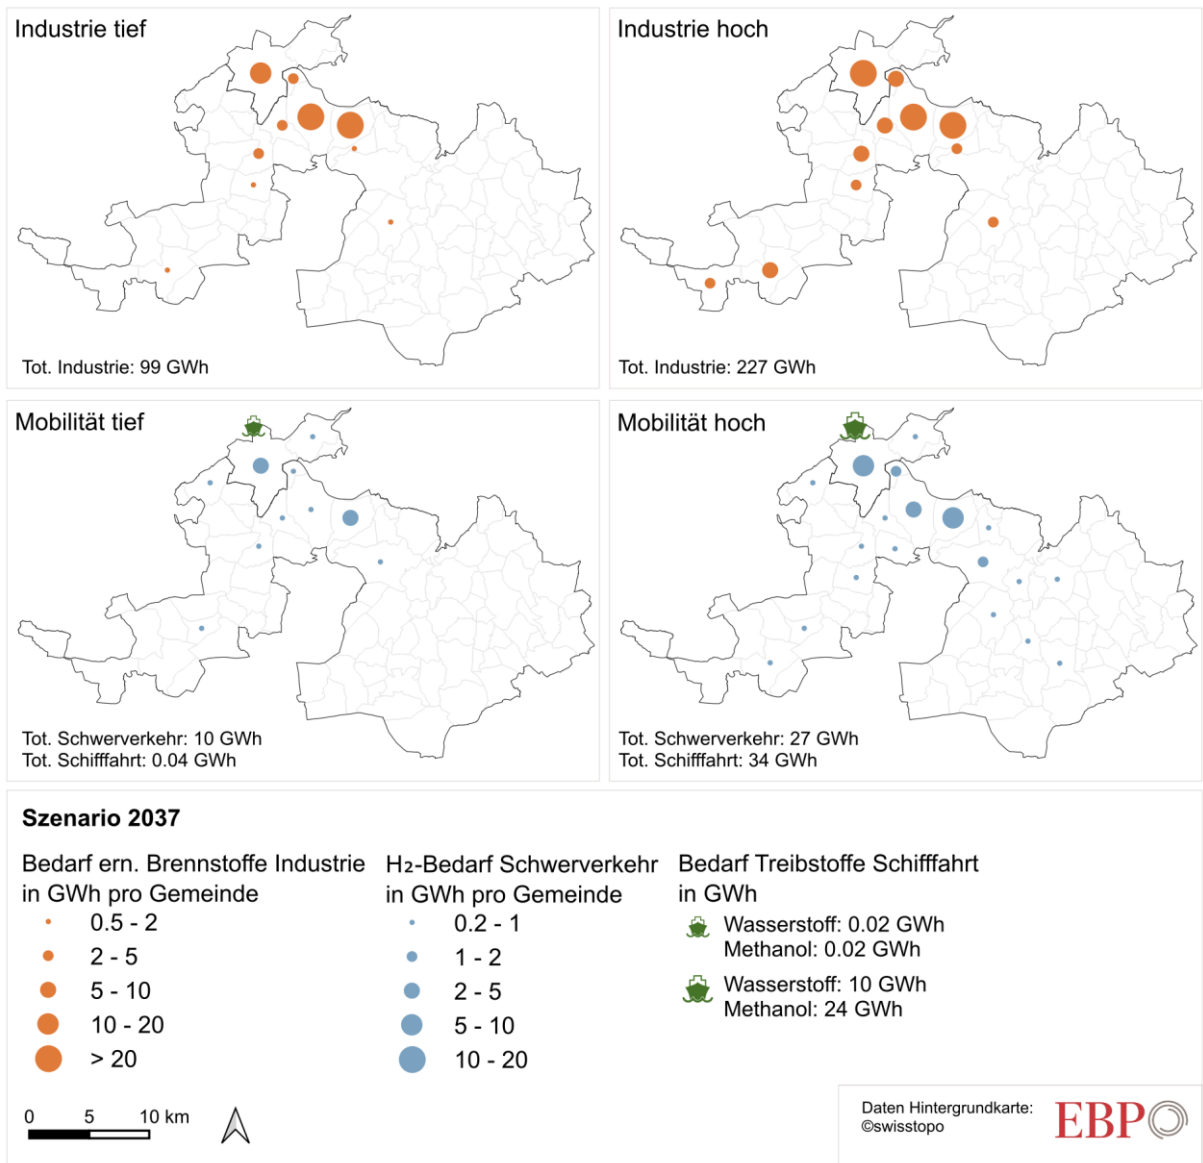 Industrie tief
Tot. Industrie: 99 GWh
Industrie hoch
Tot. Industrie: 227 GWh
Mobilität tief
Tot. Schwerverkehr: 10 GWh
Tot. Schifffahrt: 0.04 GWh
Mobilität hoch
Tot. Schwerverkehr: 27 GWh
Tot. Schifffahrt: 34 GWh
Szenario 2037
Bedarf ern. Brennstoffe Industrie
in GWh pro Gemeinde
0.5 - 2
2 - 5
5 - 10
10 - 20
> 20
H₂-Bedarf Schwerverkehr
in GWh pro Gemeinde
0.2 - 1
1 - 2
2 - 5
5 - 10
10 - 20
Bedarf Treibstoffe Schifffahrt
in GWh
Wasserstoff: 0.02 GWh
Methanol: 0.02 GWh
Wasserstoff: 10 GWh
Methanol: 24 GWh
0 5 10 km
Daten Hintergrundkarte:
©swisstopo
EBP